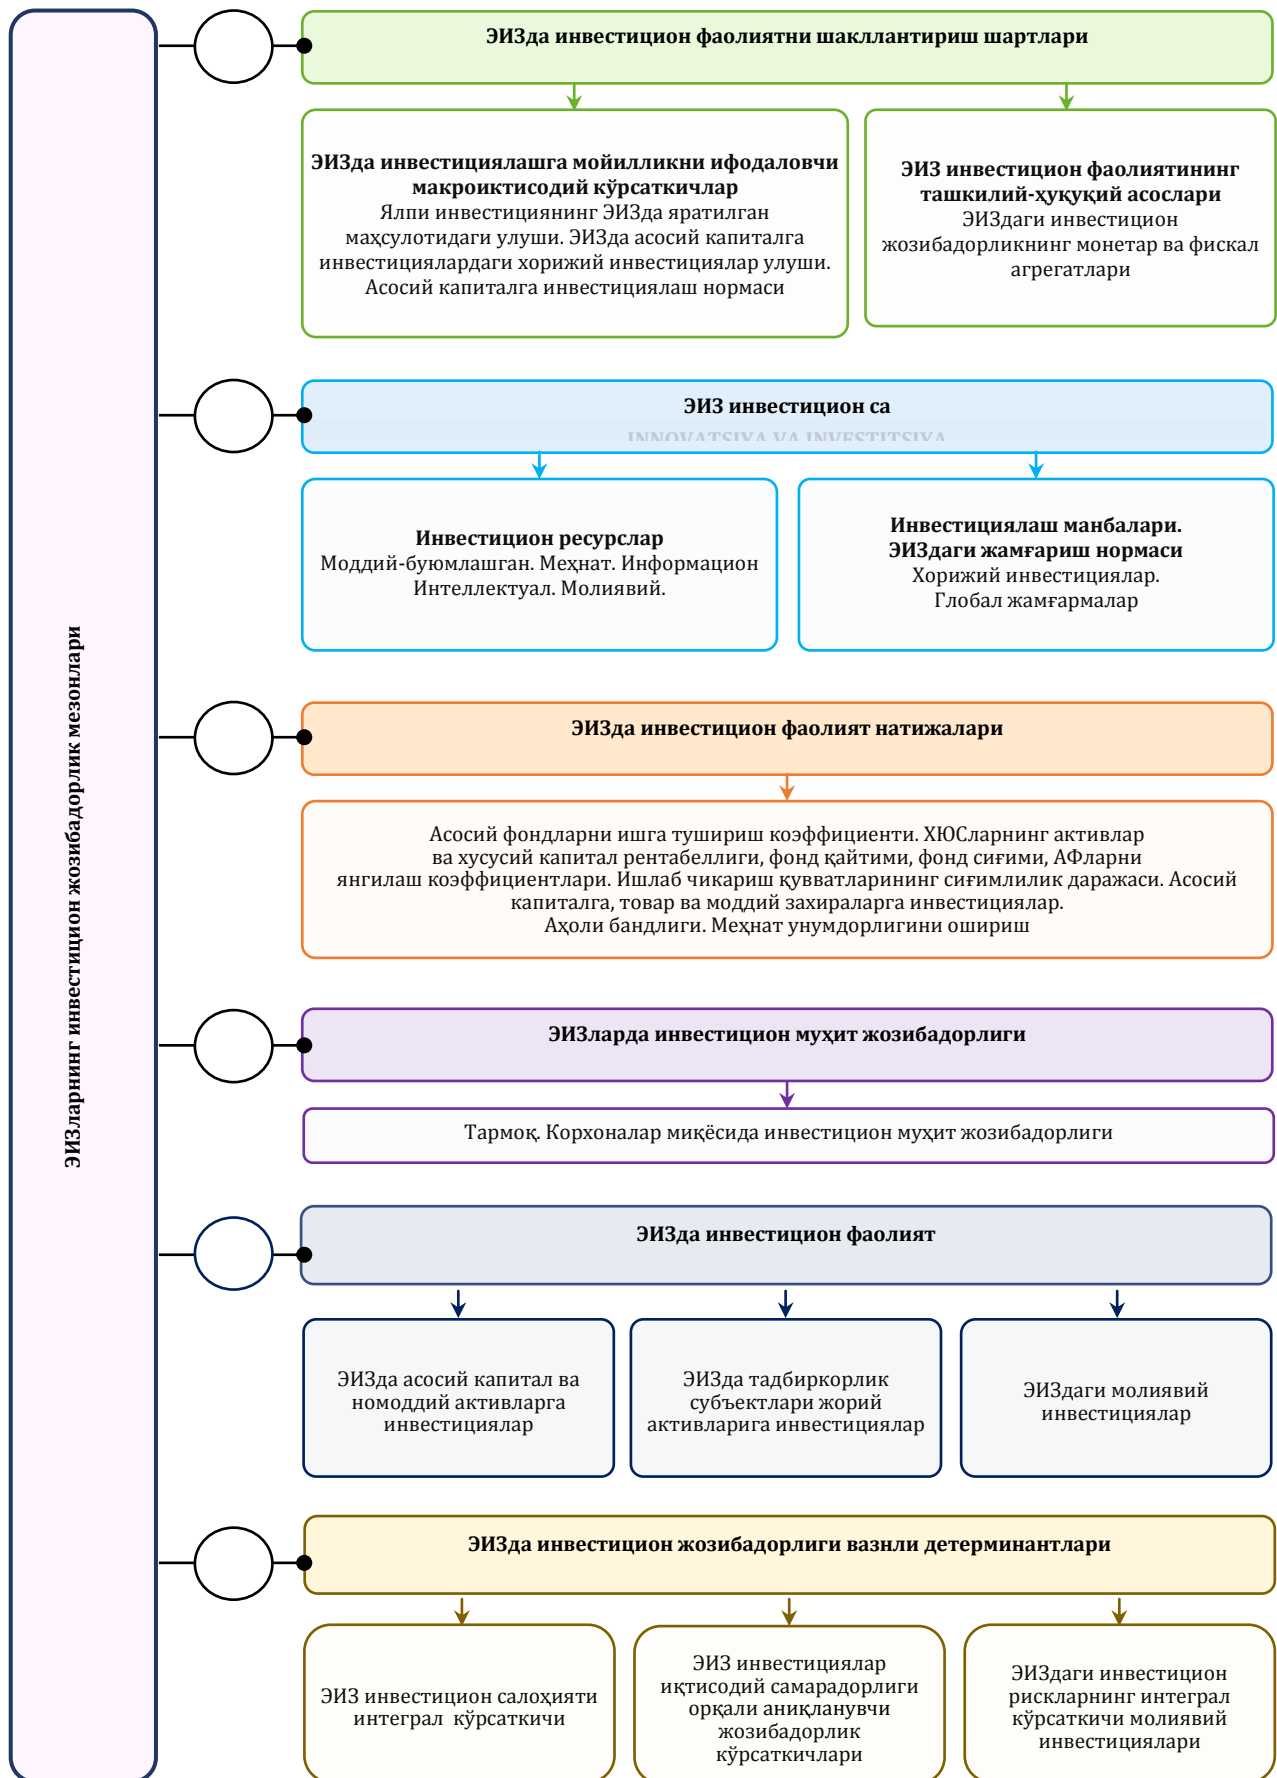 ЭИЗларнинг инвестицион жозибадорлик мезонлари
ЭИЗда инвестицион фаолиятни шакллантириш шартлари
ЭИЗда инвестициялашга мойилликни ифодаловчи
макроиктисодий кўрсаткичлар
Ялпи инвестициянинг ЭИЗда яратилган
маҳсулотидаги улуши. ЭИЗда асосий капиталга
инвестициялардаги хорижий инвестициялар улуши.
Асосий капиталга инвестициялаш нормаси
ЭИЗ инвестицион фаолиятининг
ташкилий-ҳуқуқий асослари
ЭИЗдаги инвестицион
жозибадорликнинг монетар ва фискал
агрегатлари
ЭИЗ инвестицион са
INNOVATSIYA VA INVESTITSIYA
Инвестицион ресурслар
Моддий-буюмлашган. Меҳнат. Информацион
Интеллектуал. Молиявий.
Инвестициялаш манбалари.
ЭИЗдаги жамғариш нормаси
Хорижий инвестициялар.
Глобал жамғармалар
ЭИЗда инвестицион фаолият натижалари
Асосий фондларни ишга тушириш коэффициенти. ХЮСларнинг активлар
ва хусусий капитал рентабеллиги, фонд қайтими, фонд сиғими, АФларни
янгилаш коэффициентлари. Ишлаб чикариш қувватларининг сиғимлилик даражаси. Асосий
капиталга, товар ва моддий захираларга инвестициялар.
Аҳоли бандлиги. Меҳнат унумдорлигини ошириш
ЭИЗларда инвестицион муҳит жозибадорлиги
Тармоқ. Корхоналар миқёсида инвестицион муҳит жозибадорлиги
ЭИЗда инвестицион фаолият
ЭИЗда асосий капитал ва
номоддий активларга
инвестициялар
ЭИЗда тадбиркорлик
субъектлари жорий
активларига инвестициялар
ЭИЗдаги молиявий
инвестициялар
ЭИЗда инвестицион жозибадорлиги вазнли детерминантлари
ЭИЗ инвестицион салоҳияти
интеграл кўрсаткичи
ЭИЗ инвестициялар
иқтисодий самарадорлиги
орқали аниқланувчи
жозибадорлик
кўрсаткичлари
ЭИЗдаги инвестицион
рискларнинг интеграл
кўрсаткичи молиявий
инвестициялари